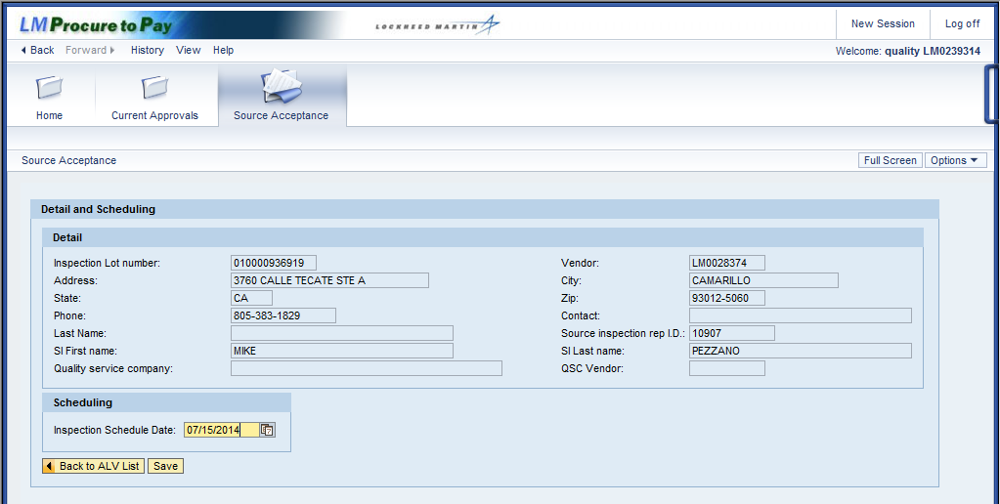 LM Procure to Pay
LOCKHEED MARTIN
New Session
Log off
Back Forward History View Help
Welcome: quality LM0239314
Home
Current Approvals
Source Acceptance
Source Acceptance
Full Screen
Options
Detail and Scheduling
Detail
Inspection Lot number: 010000936919 Vendor: LM0028374
Address: 3760 CALLE TECATE STE A City: CAMARILLO
State: CA Zip: 93012-5060
Phone: 805-383-1829 Contact:
Last Name: Source inspection rep I.D.: 10907
SI First name: MIKE SI Last name: PEZZANO
Quality service company: QSC Vendor:
Scheduling
Inspection Schedule Date: 07/15/2014
Back to ALV List Save